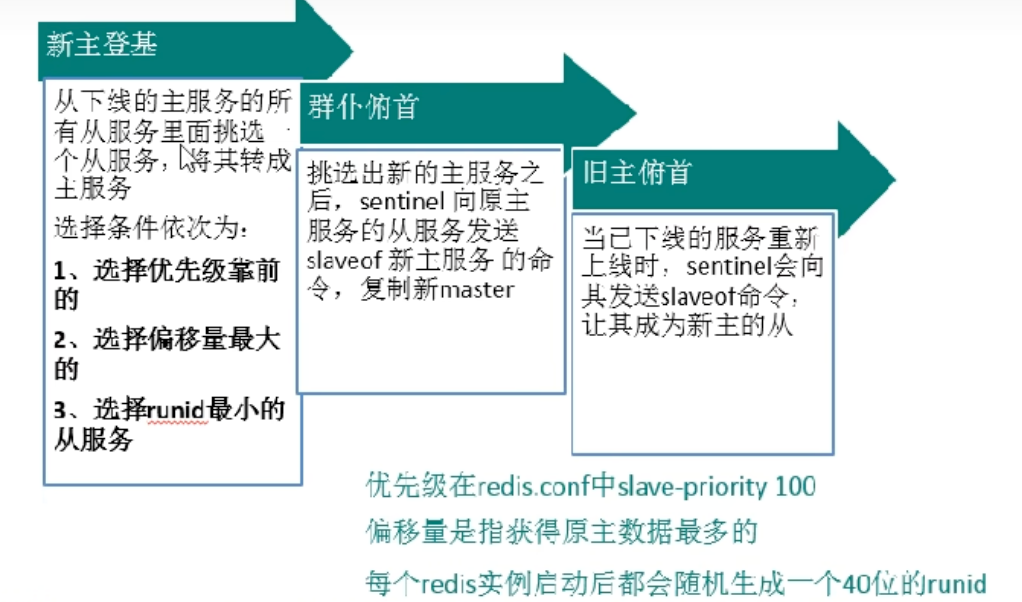 新主登基
从下线的主服务的所
有从服务里面挑选一
个从服务，将其转成
主服务
选择条件依次为：
1、选择优先级靠前
的
2、选择偏移量最大
的
3、选择runid最小的
从服务
群仆俯首
挑选出新的主服务之
后，sentinel 向原主
服务的从服务发送
slaveof 新主服务 的命
令，复制新master
旧主俯首
当已下线的服务重新
上线时，sentinel会向
其发送slaveof命令，
让其成为新主的从
优先级在redis.conf中slave-priority 100
偏移量是指获得原主数据最多的
每个redis实例启动后都会随机生成一个40位的runid